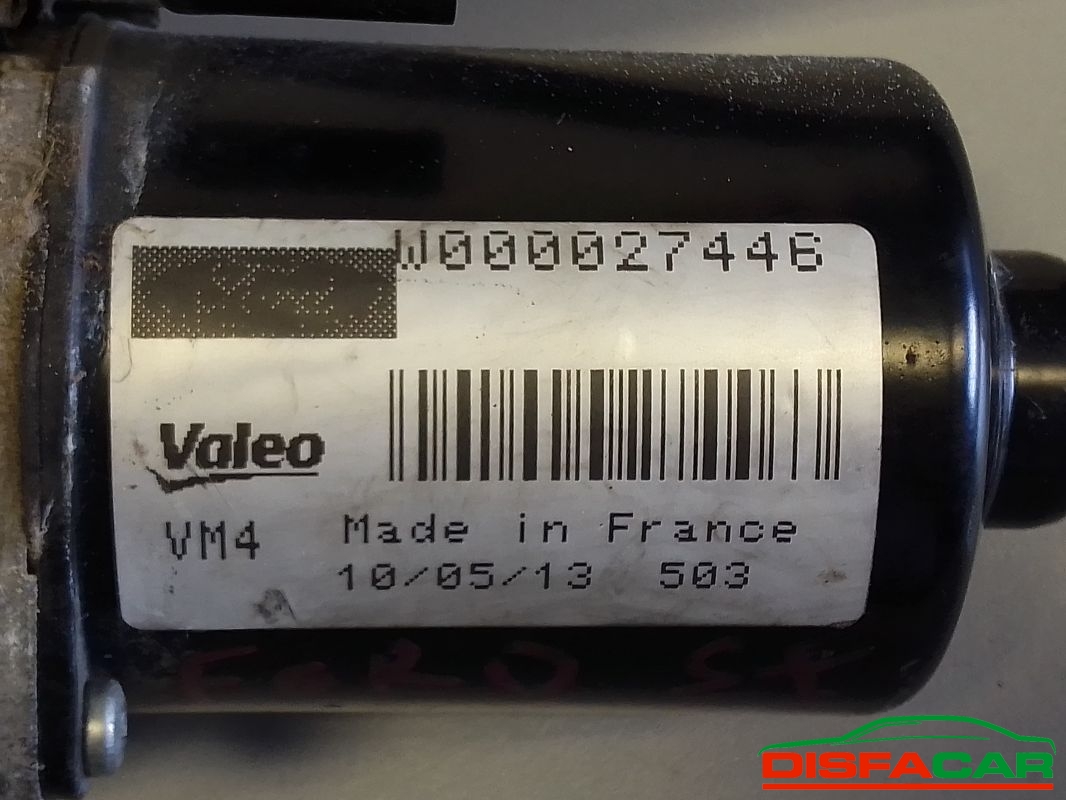 W000027446
Valeo
VM4 Made in France
10/05/13 503
DISFACAR